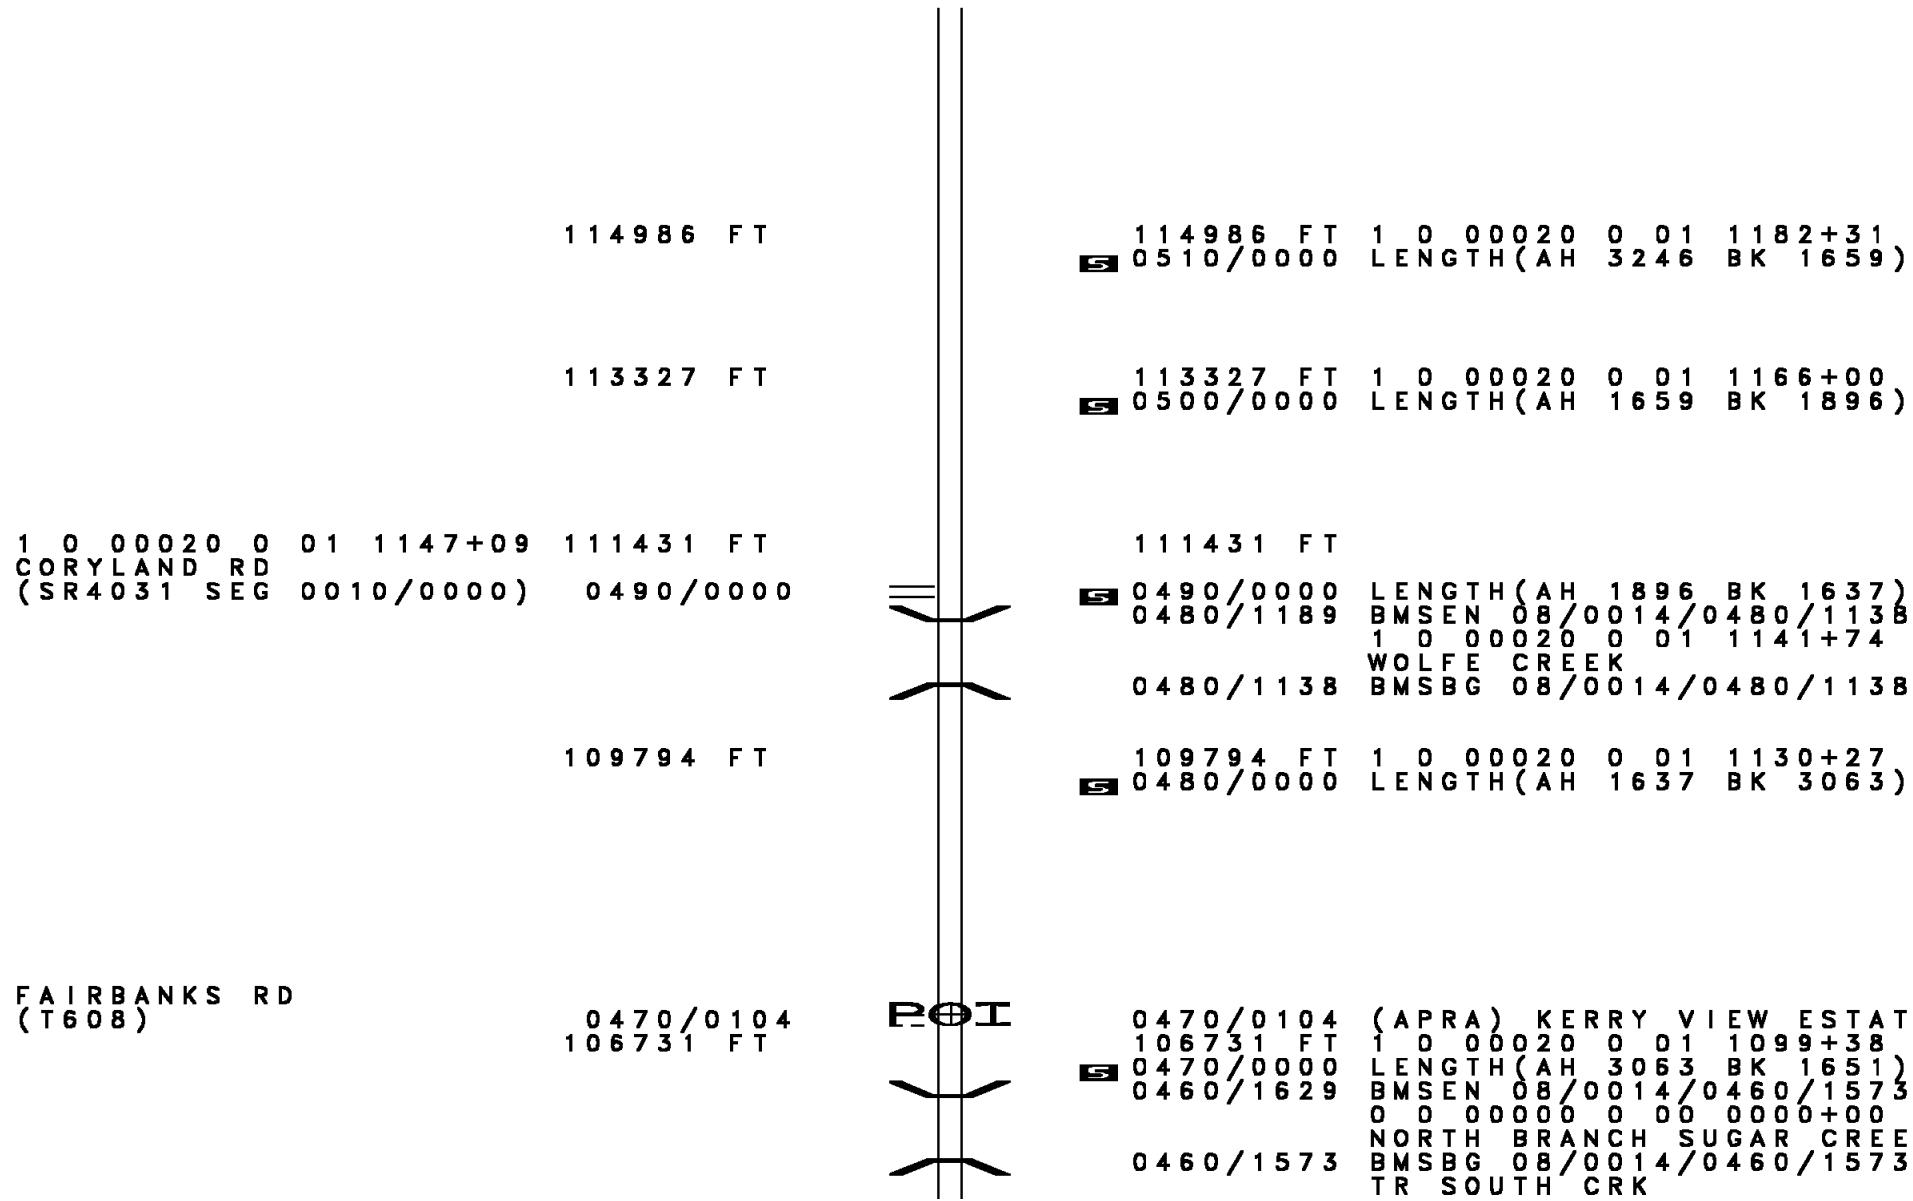 114986 FT 114986 FT 1 0 00020 0 01 1182+31
S 0510/0000 LENGTH(AH 3246 BK 1659)
113327 FT 113327 FT 1 0 00020 0 01 1166+00
S 0500/0000 LENGTH(AH 1659 BK 1896)
1 0 00020 0 01 1147+09 111431 FT 111431 FT
CORYLAND RD
(SR4031 SEG 0010/0000) 0490/0000 S 0490/0000 LENGTH(AH 1896 BK 1637)
0480/1189 BMSEN 08/0014/0480/1138
1 0 00020 0 01 1141+74
WOLFE CREEK
0480/1138 BMSBG 08/0014/0480/1138
109794 FT 109794 FT 1 0 00020 0 01 1130+27
S 0480/0000 LENGTH(AH 1637 BK 3063)
FAIRBANKS RD
(T608) 0470/0104 POI 0470/0104 (APRA) KERRY VIEW ESTAT
106731 FT 106731 FT 1 0 00020 0 01 1099+38
S 0470/0000 LENGTH(AH 3063 BK 1651)
0460/1629 BMSEN 08/0014/0460/1573
0 0 00000 0 00 0000+00
NORTH BRANCH SUGAR CREE
0460/1573 BMSBG 08/0014/0460/1573
TR SOUTH CRK